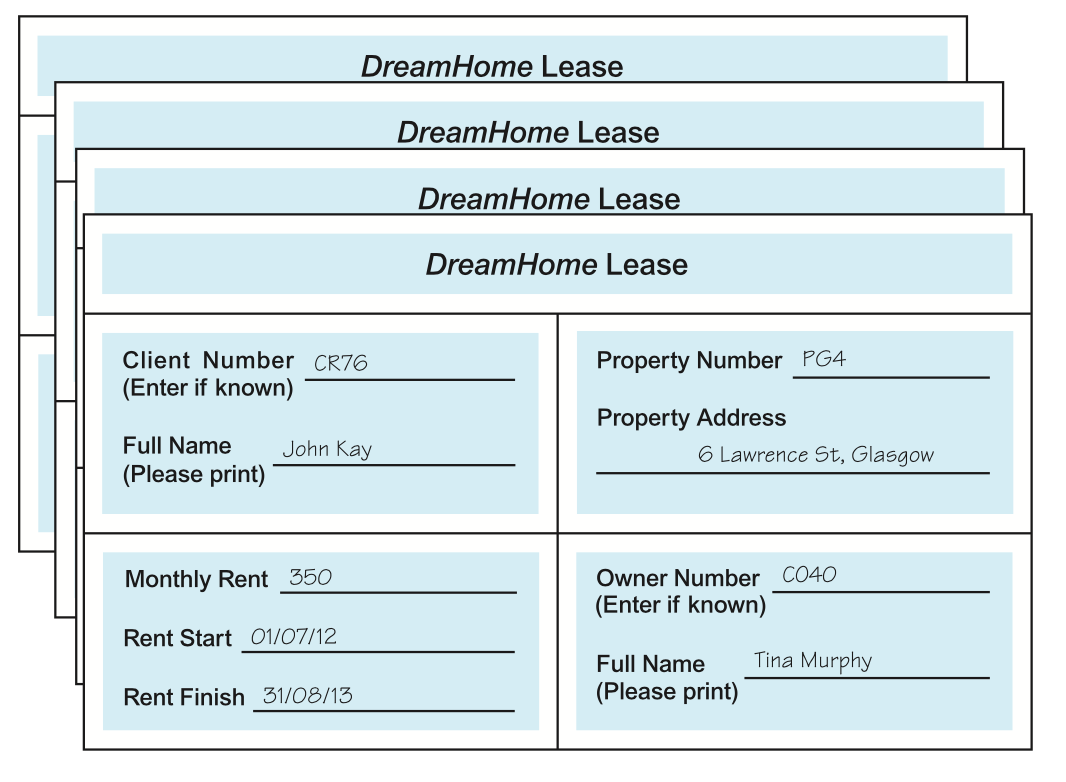 DreamHome Lease
DreamHome Lease
DreamHome Lease
DreamHome Lease
Client Number CR76
(Enter if known)
Full Name John Kay
(Please print)
Property Number PG4
Property Address
6 Lawrence St, Glasgow
Monthly Rent 350
Rent Start 01/07/12
Rent Finish 31/08/13
Owner Number CO40
(Enter if known)
Full Name Tina Murphy
(Please print)